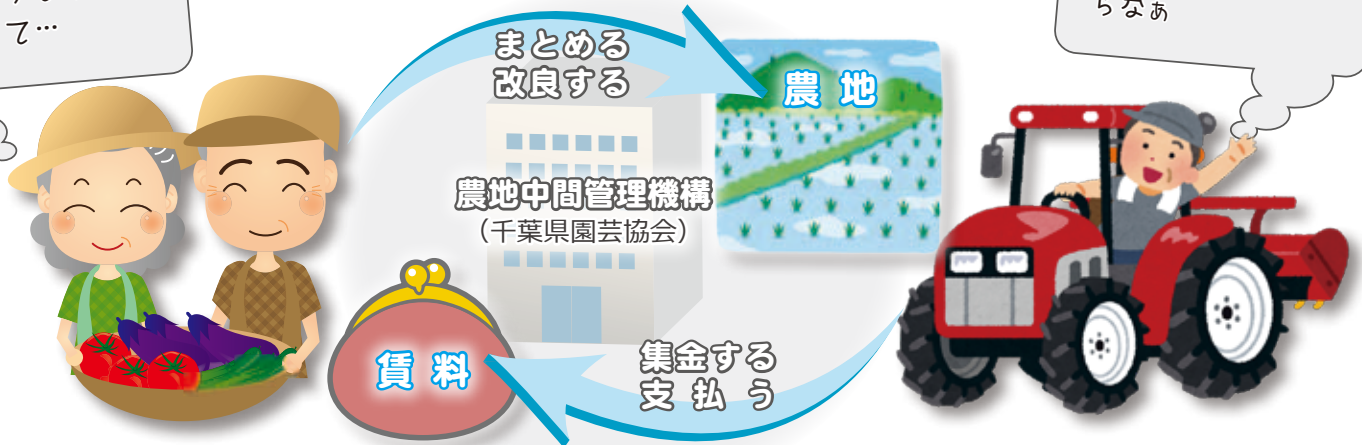 て…
らなぁ
まとめる
改良する
農地
農地中間管理機構
（千葉県園芸協会）
賃料
集金する
支払う